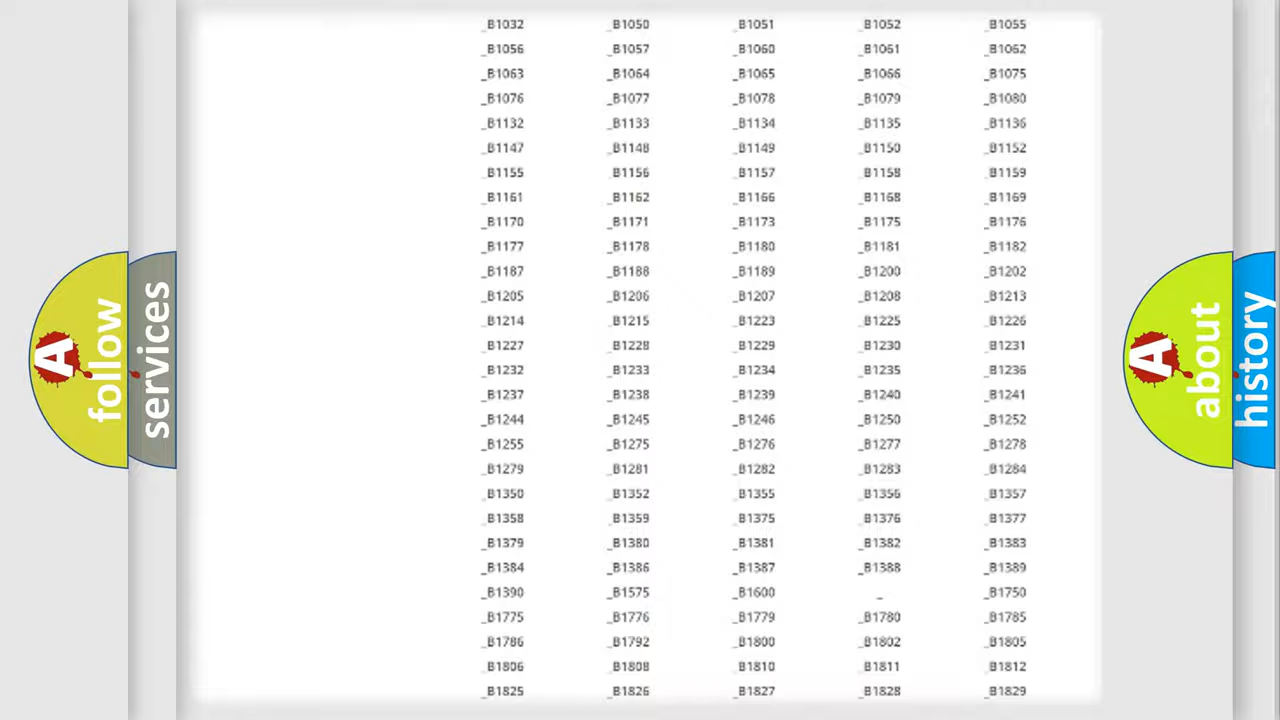 _B1032 _B1050 _B1051 _B1052 _B1055
_B1056 _B1057 _B1060 _B1061 _B1062
_B1063 _B1064 _B1065 _B1066 _B1075
_B1076 _B1077 _B1078 _B1079 _B1080
_B1132 _B1133 _B1134 _B1135 _B1136
_B1147 _B1148 _B1149 _B1150 _B1152
_B1155 _B1156 _B1157 _B1158 _B1159
_B1161 _B1162 _B1166 _B1168 _B1169
_B1170 _B1171 _B1173 _B1175 _B1176
_B1177 _B1178 _B1180 _B1181 _B1182
_B1187 _B1188 _B1189 _B1200 _B1202
_B1205 _B1206 _B1207 _B1208 _B1213
_B1214 _B1215 _B1223 _B1225 _B1226
_B1227 _B1228 _B1229 _B1230 _B1231
_B1232 _B1233 _B1234 _B1235 _B1236
_B1237 _B1238 _B1239 _B1240 _B1241
_B1244 _B1245 _B1246 _B1250 _B1252
_B1255 _B1275 _B1276 _B1277 _B1278
_B1279 _B1281 _B1282 _B1283 _B1284
_B1350 _B1352 _B1355 _B1356 _B1357
_B1358 _B1359 _B1375 _B1376 _B1377
_B1379 _B1380 _B1381 _B1382 _B1383
_B1384 _B1386 _B1387 _B1388 _B1389
_B1390 _B1575 _B1600 _ _B1750
_B1775 _B1776 _B1779 _B1780 _B1785
_B1786 _B1792 _B1800 _B1802 _B1805
_B1806 _B1808 _B1810 _B1811 _B1812
_B1825 _B1826 _B1827 _B1828 _B1829
A
follow
services
A
about
history